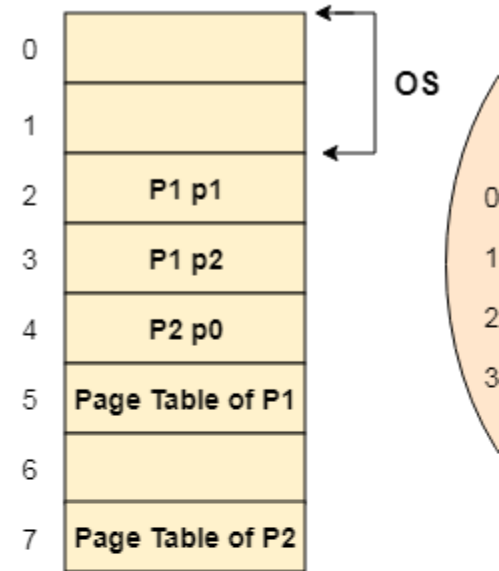 0
OS
1
2 P1 p1
3 P1 p2
4 P2 p0
5 Page Table of P1
6
7 Page Table of P2
0
1
2
3